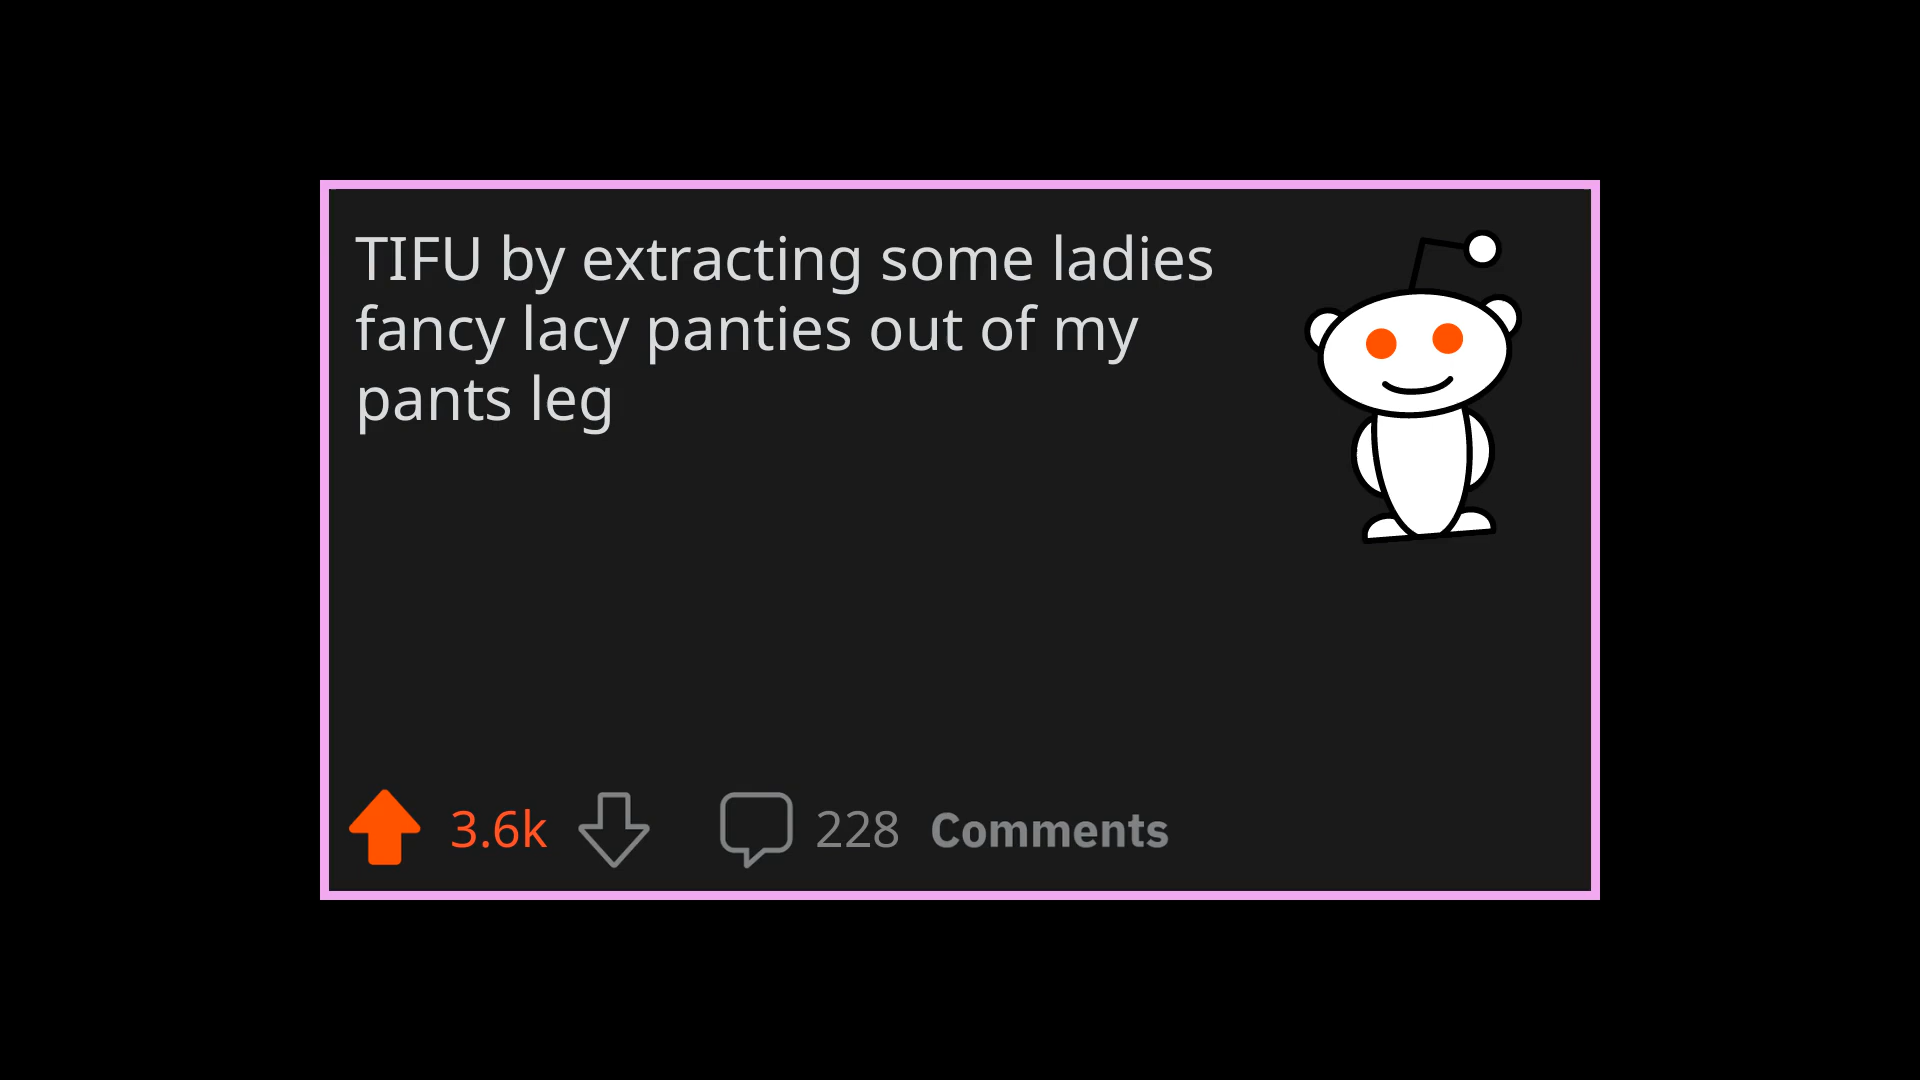 TIFU by extracting some ladies
fancy lacy panties out of my
pants leg
3.6k 228 Comments